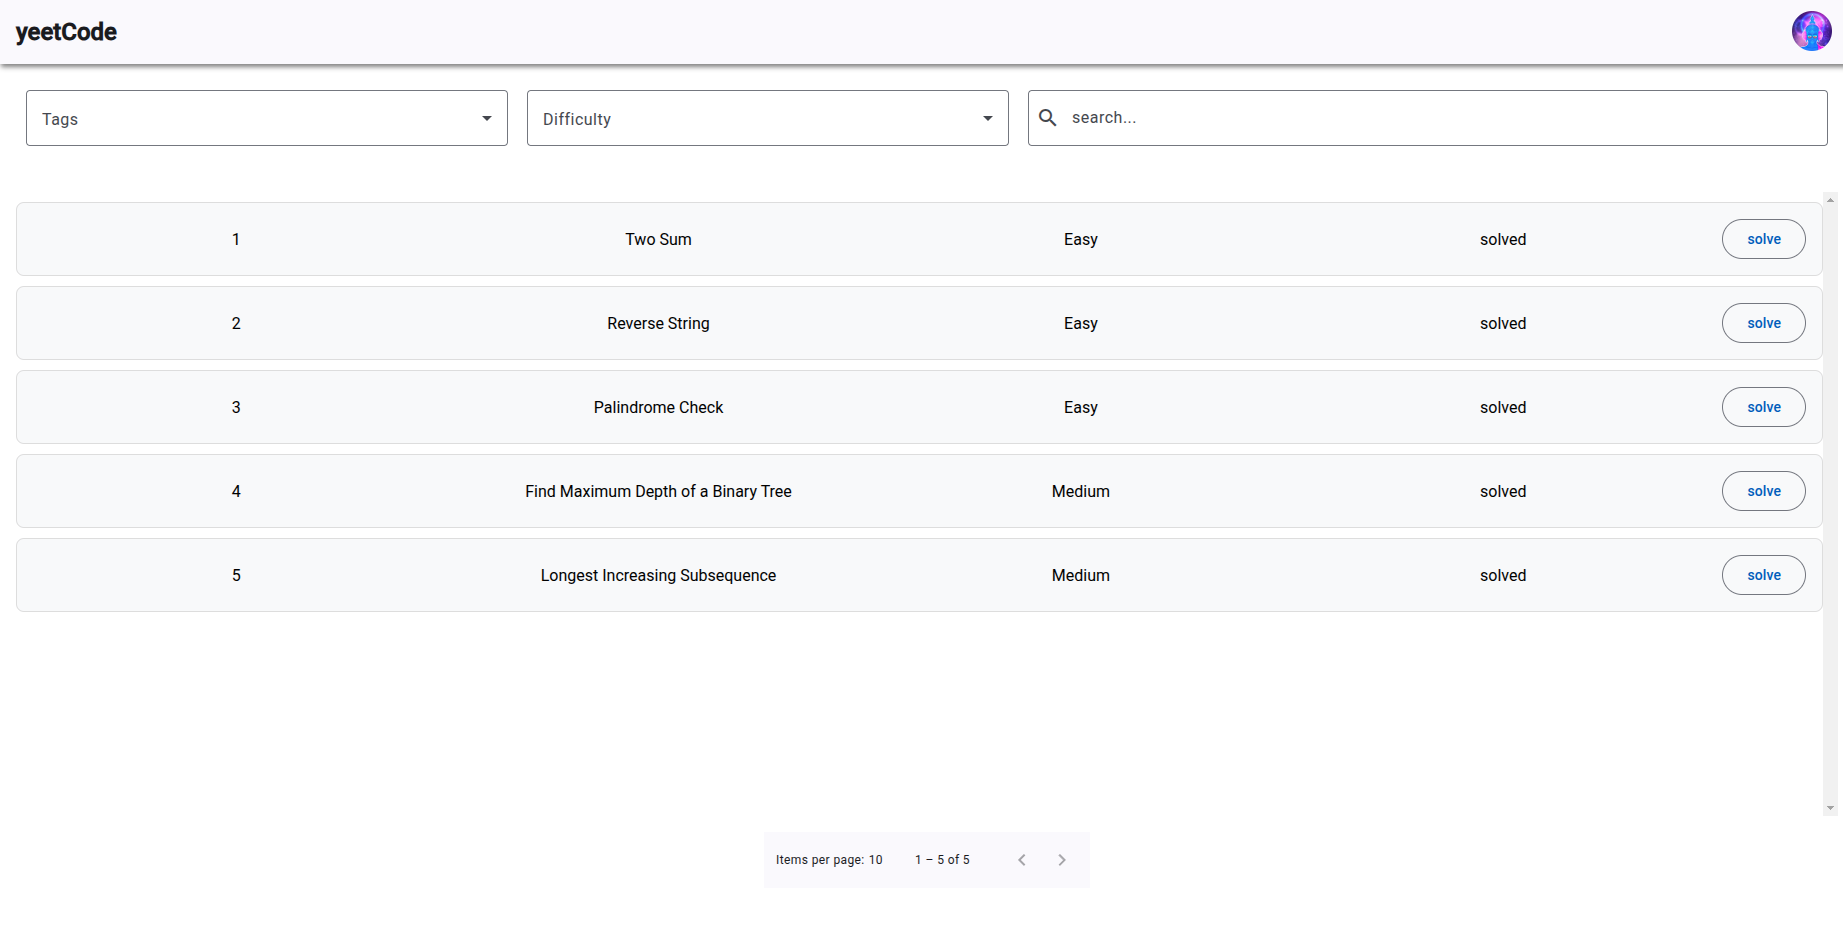 yeetCode
Tags Difficulty search...
1 Two Sum Easy solved solve
2 Reverse String Easy solved solve
3 Palindrome Check Easy solved solve
4 Find Maximum Depth of a Binary Tree Medium solved solve
5 Longest Increasing Subsequence Medium solved solve
Items per page: 10 1 – 5 of 5